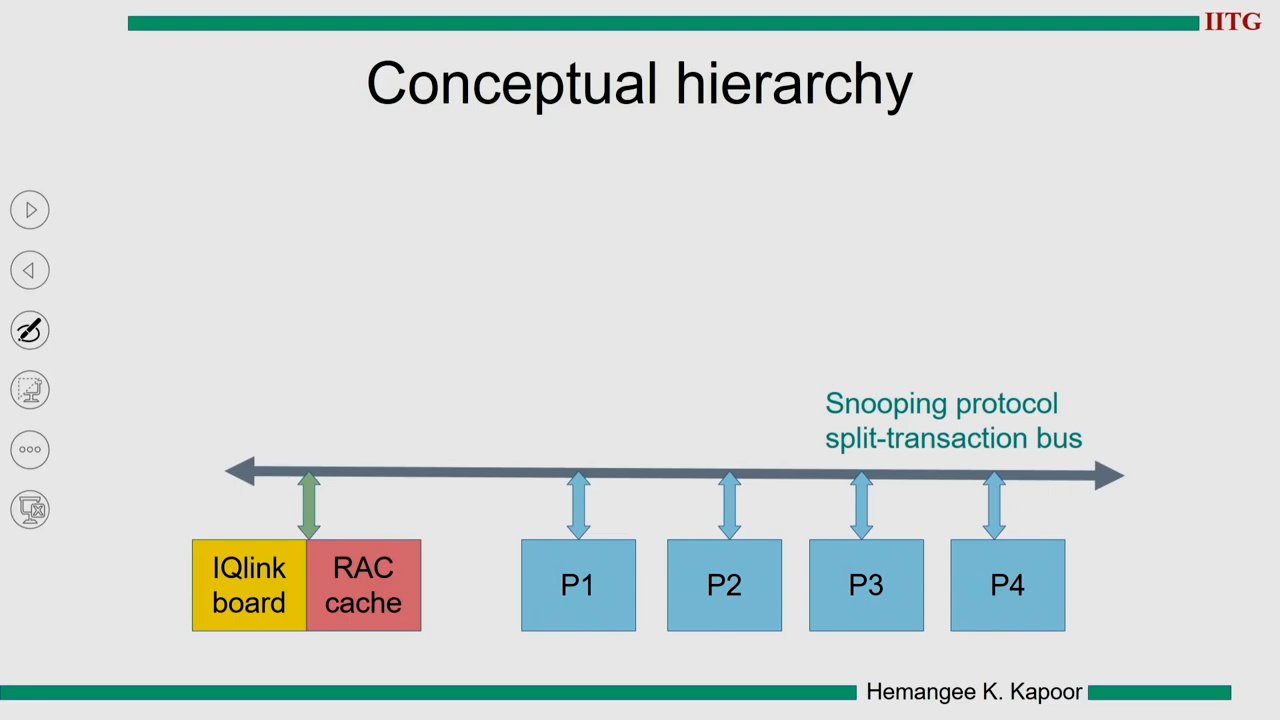 IITG
Conceptual hierarchy
Snooping protocol
split-transaction bus
IQlink
board
RAC
cache
P1
P2
P3
P4
Hemangee K. Kapoor